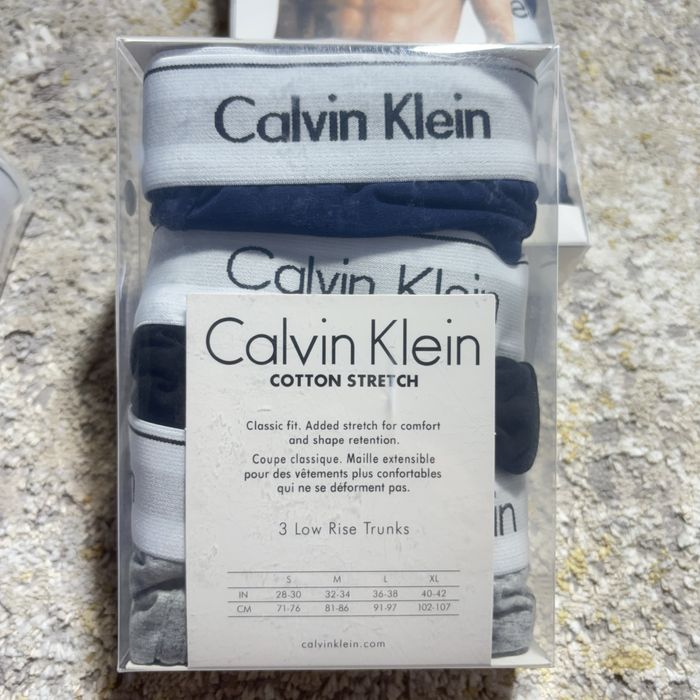 Calvin Klein
Calvin Klein
Calvin Klein
COTTON STRETCH
Classic fit. Added stretch for comfort
and shape retention.
Coupe classique. Maille extensible
pour des vêtements plus confortables
qui ne se déforment pas.
in
3 Low Rise Trunks
S M L XL
IN 28-30 32-34 36-38 40-42
CM 71-76 81-86 91-97 102-107
calvinklein.com